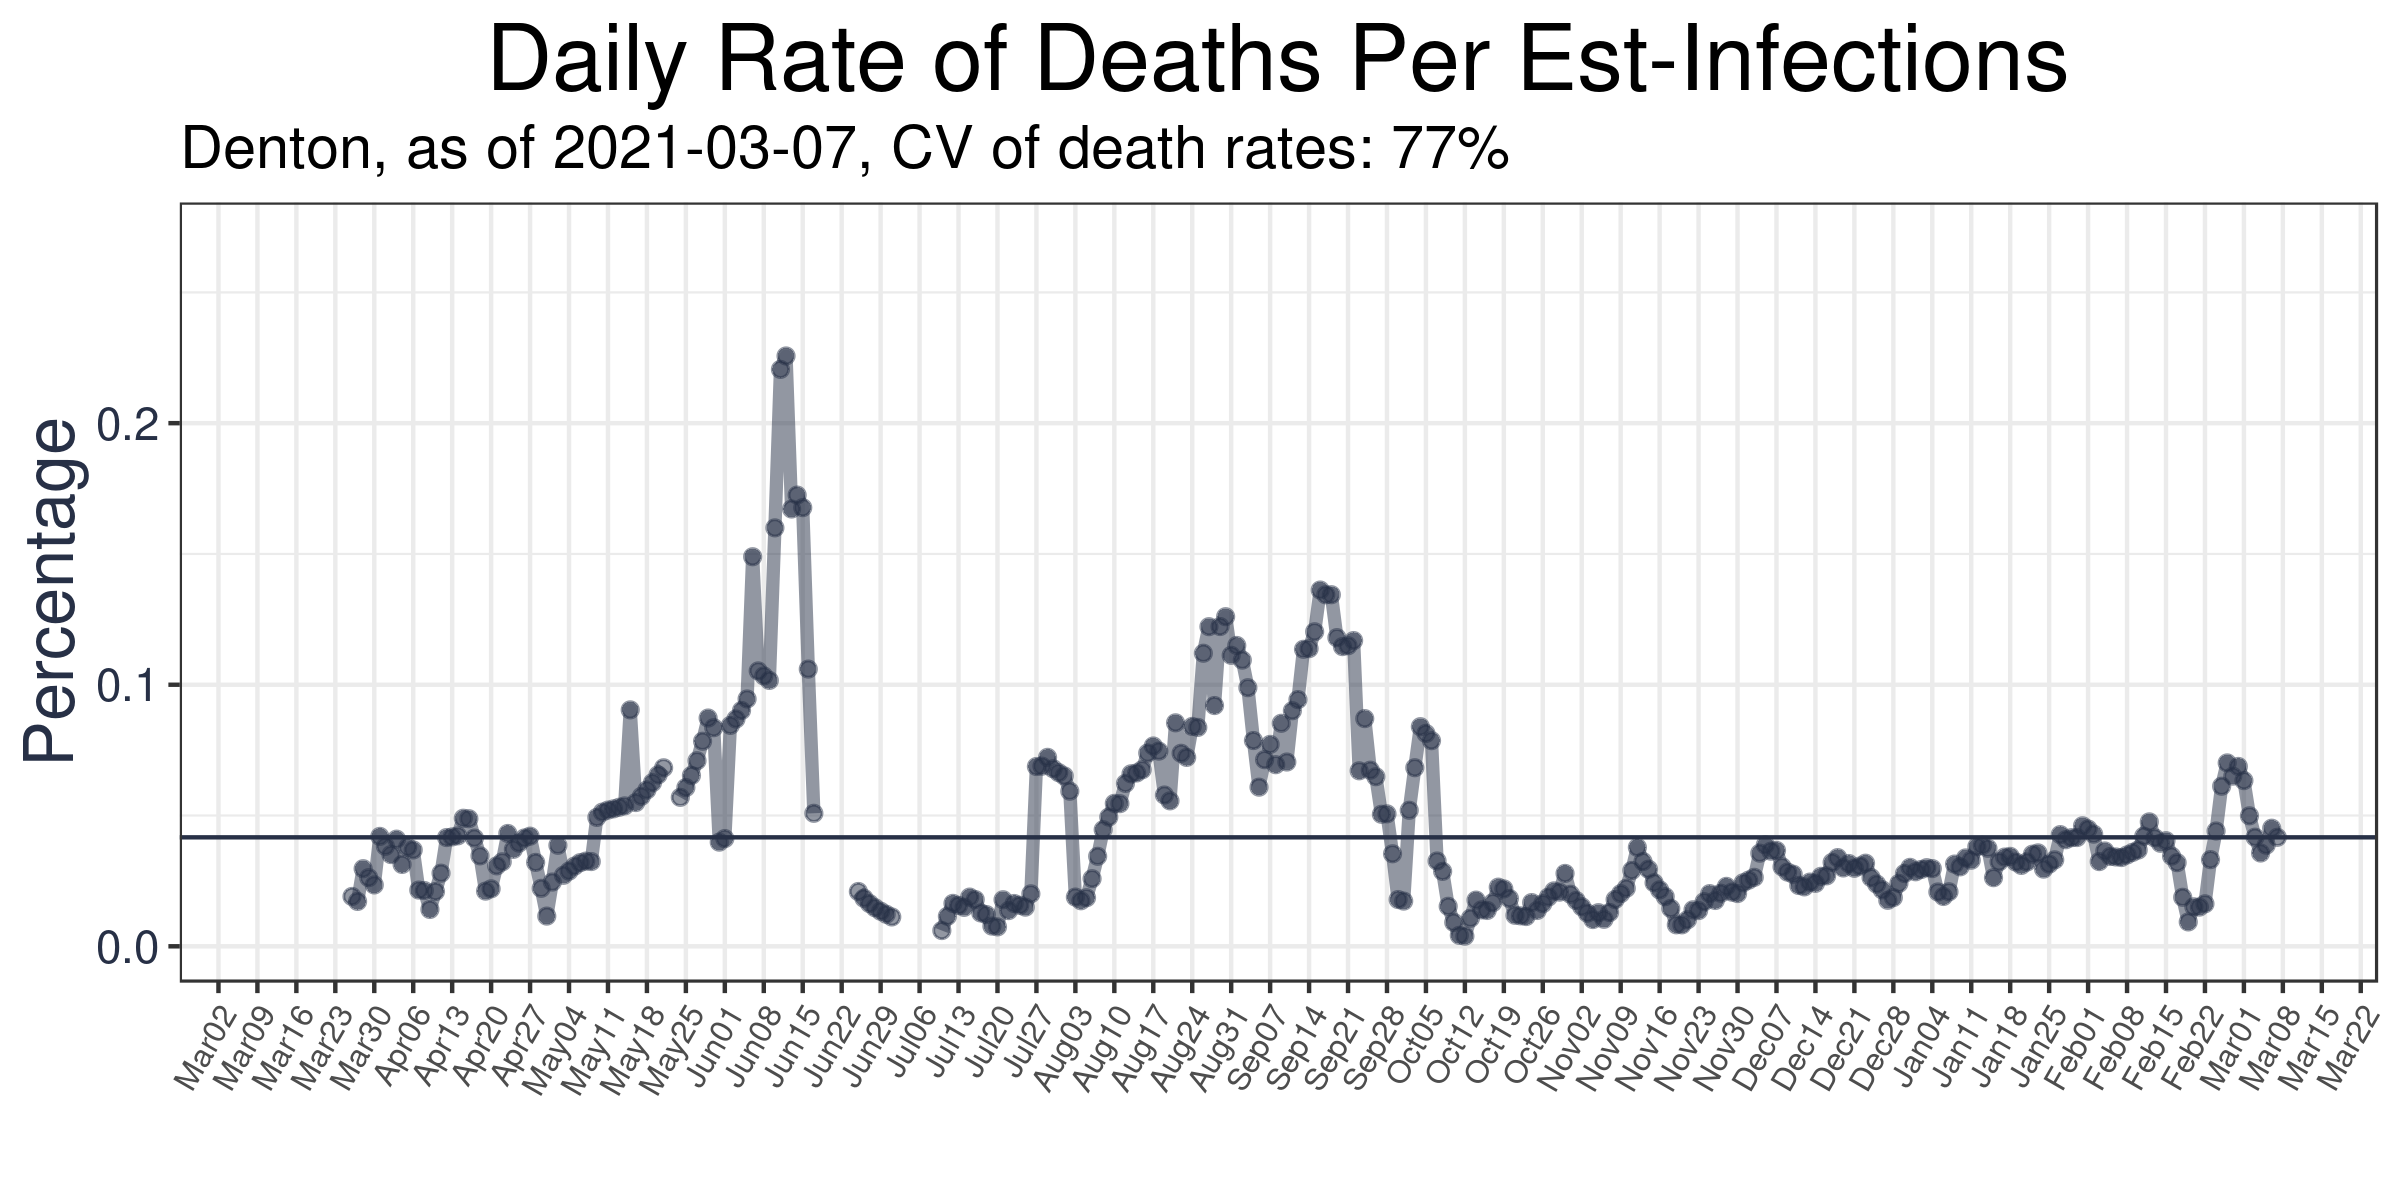 Daily Rate of Deaths Per Est-Infections
Denton, as of 2021-03-07, CV of death rates: 77%
Percentage
0.2
0.1
0.0
Mar02 Mar09 Mar16 Mar23 Mar30 Apr06 Apr13 Apr20 Apr27 May04 May11 May18 May25 Jun01 Jun08 Jun15 Jun22 Jun29 Jul06 Jul13 Jul20 Jul27 Aug03 Aug10 Aug17 Aug24 Aug31 Sep07 Sep14 Sep21 Sep28 Oct05 Oct12 Oct19 Oct26 Nov02 Nov09 Nov16 Nov23 Nov30 Dec07 Dec14 Dec21 Dec28 Jan04 Jan11 Jan18 Jan25 Feb01 Feb08 Feb15 Feb22 Mar01 Mar08 Mar15 Mar22